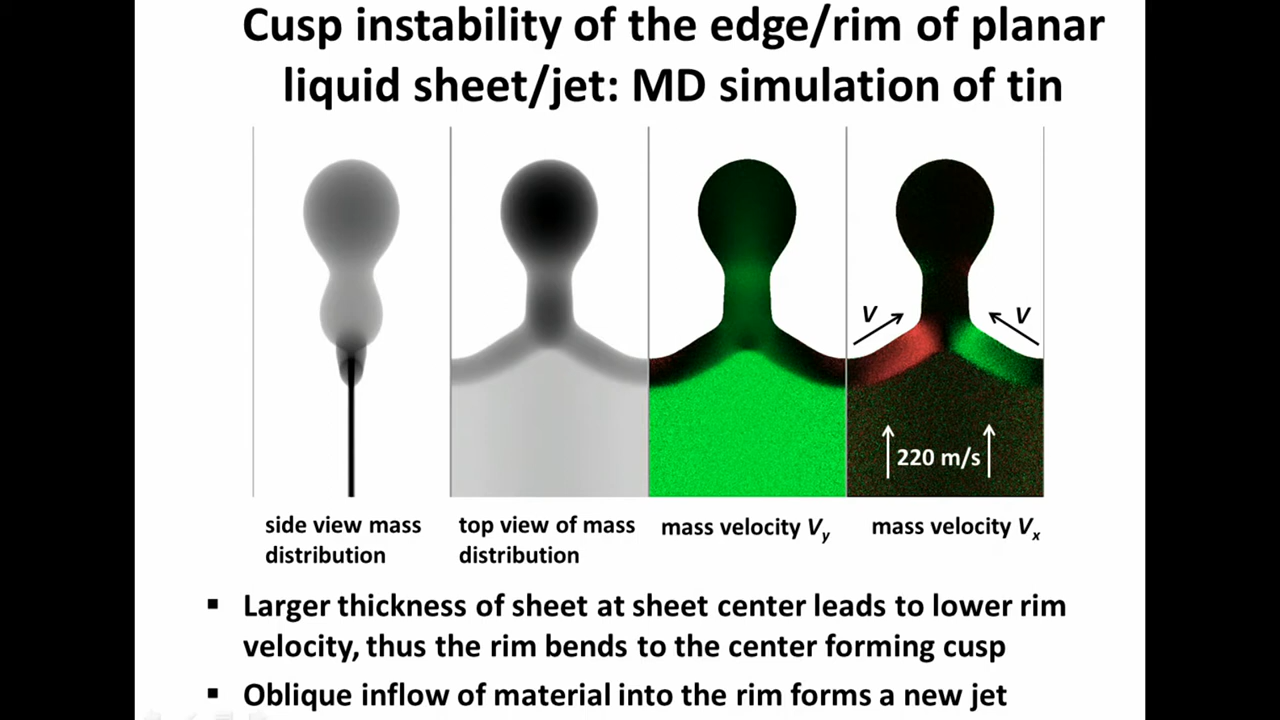 Cusp instability of the edge/rim of planar
liquid sheet/jet: MD simulation of tin
V
V
220 m/s
side view mass
distribution
top view of mass
distribution
mass velocity Vy
mass velocity Vx
▪ Larger thickness of sheet at sheet center leads to lower rim
velocity, thus the rim bends to the center forming cusp
▪ Oblique inflow of material into the rim forms a new jet